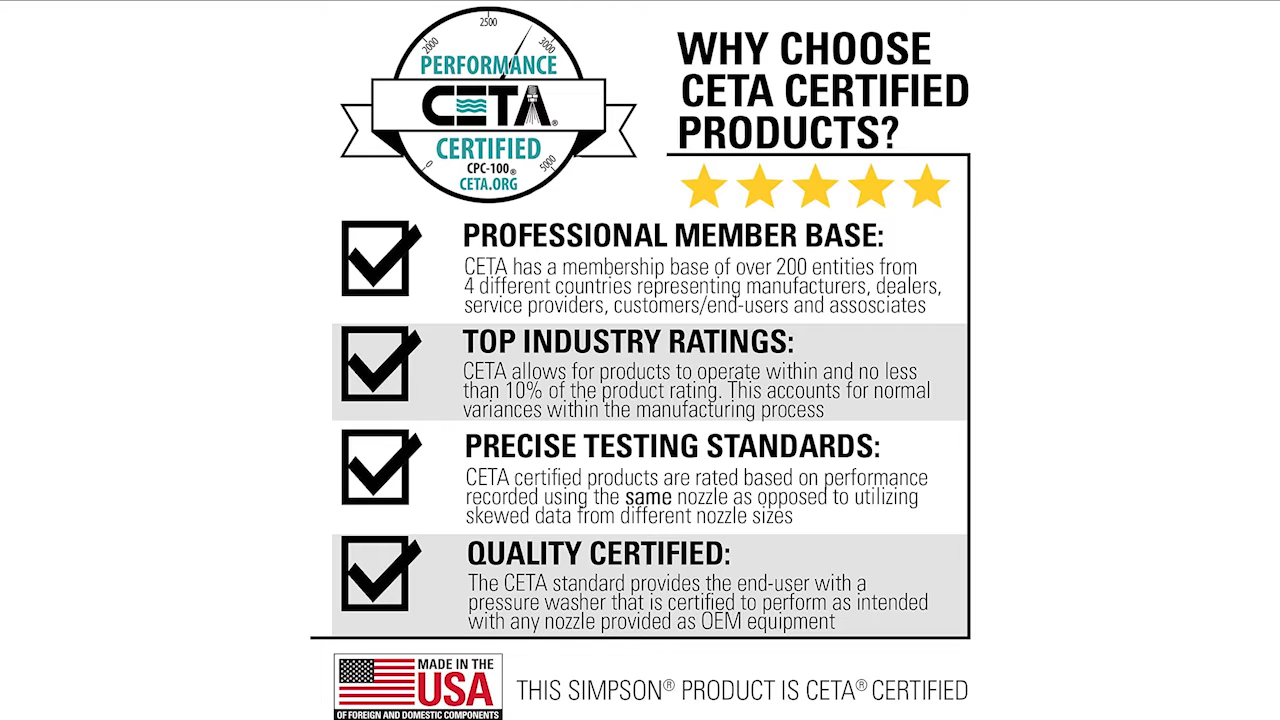 2500
2000
3000
PERFORMANCE
CETA®
CERTIFIED
0
CPC-100®
5000
CETA.ORG
WHY CHOOSE
CETA CERTIFIED
PRODUCTS?
PROFESSIONAL MEMBER BASE:
CETA has a membership base of over 200 entities from
4 different countries representing manufacturers, dealers,
service providers, customers/end-users and assosciates
TOP INDUSTRY RATINGS:
CETA allows for products to operate within and no less
than 10% of the product rating. This accounts for normal
variances within the manufacturing process
PRECISE TESTING STANDARDS:
CETA certified products are rated based on performance
recorded using the same nozzle as opposed to utilizing
skewed data from different nozzle sizes
QUALITY CERTIFIED:
The CETA standard provides the end-user with a
pressure washer that is certified to perform as intended
with any nozzle provided as OEM equipment
MADE IN THE
USA
OF FOREIGN AND DOMESTIC COMPONENTS
THIS SIMPSON® PRODUCT IS CETA® CERTIFIED